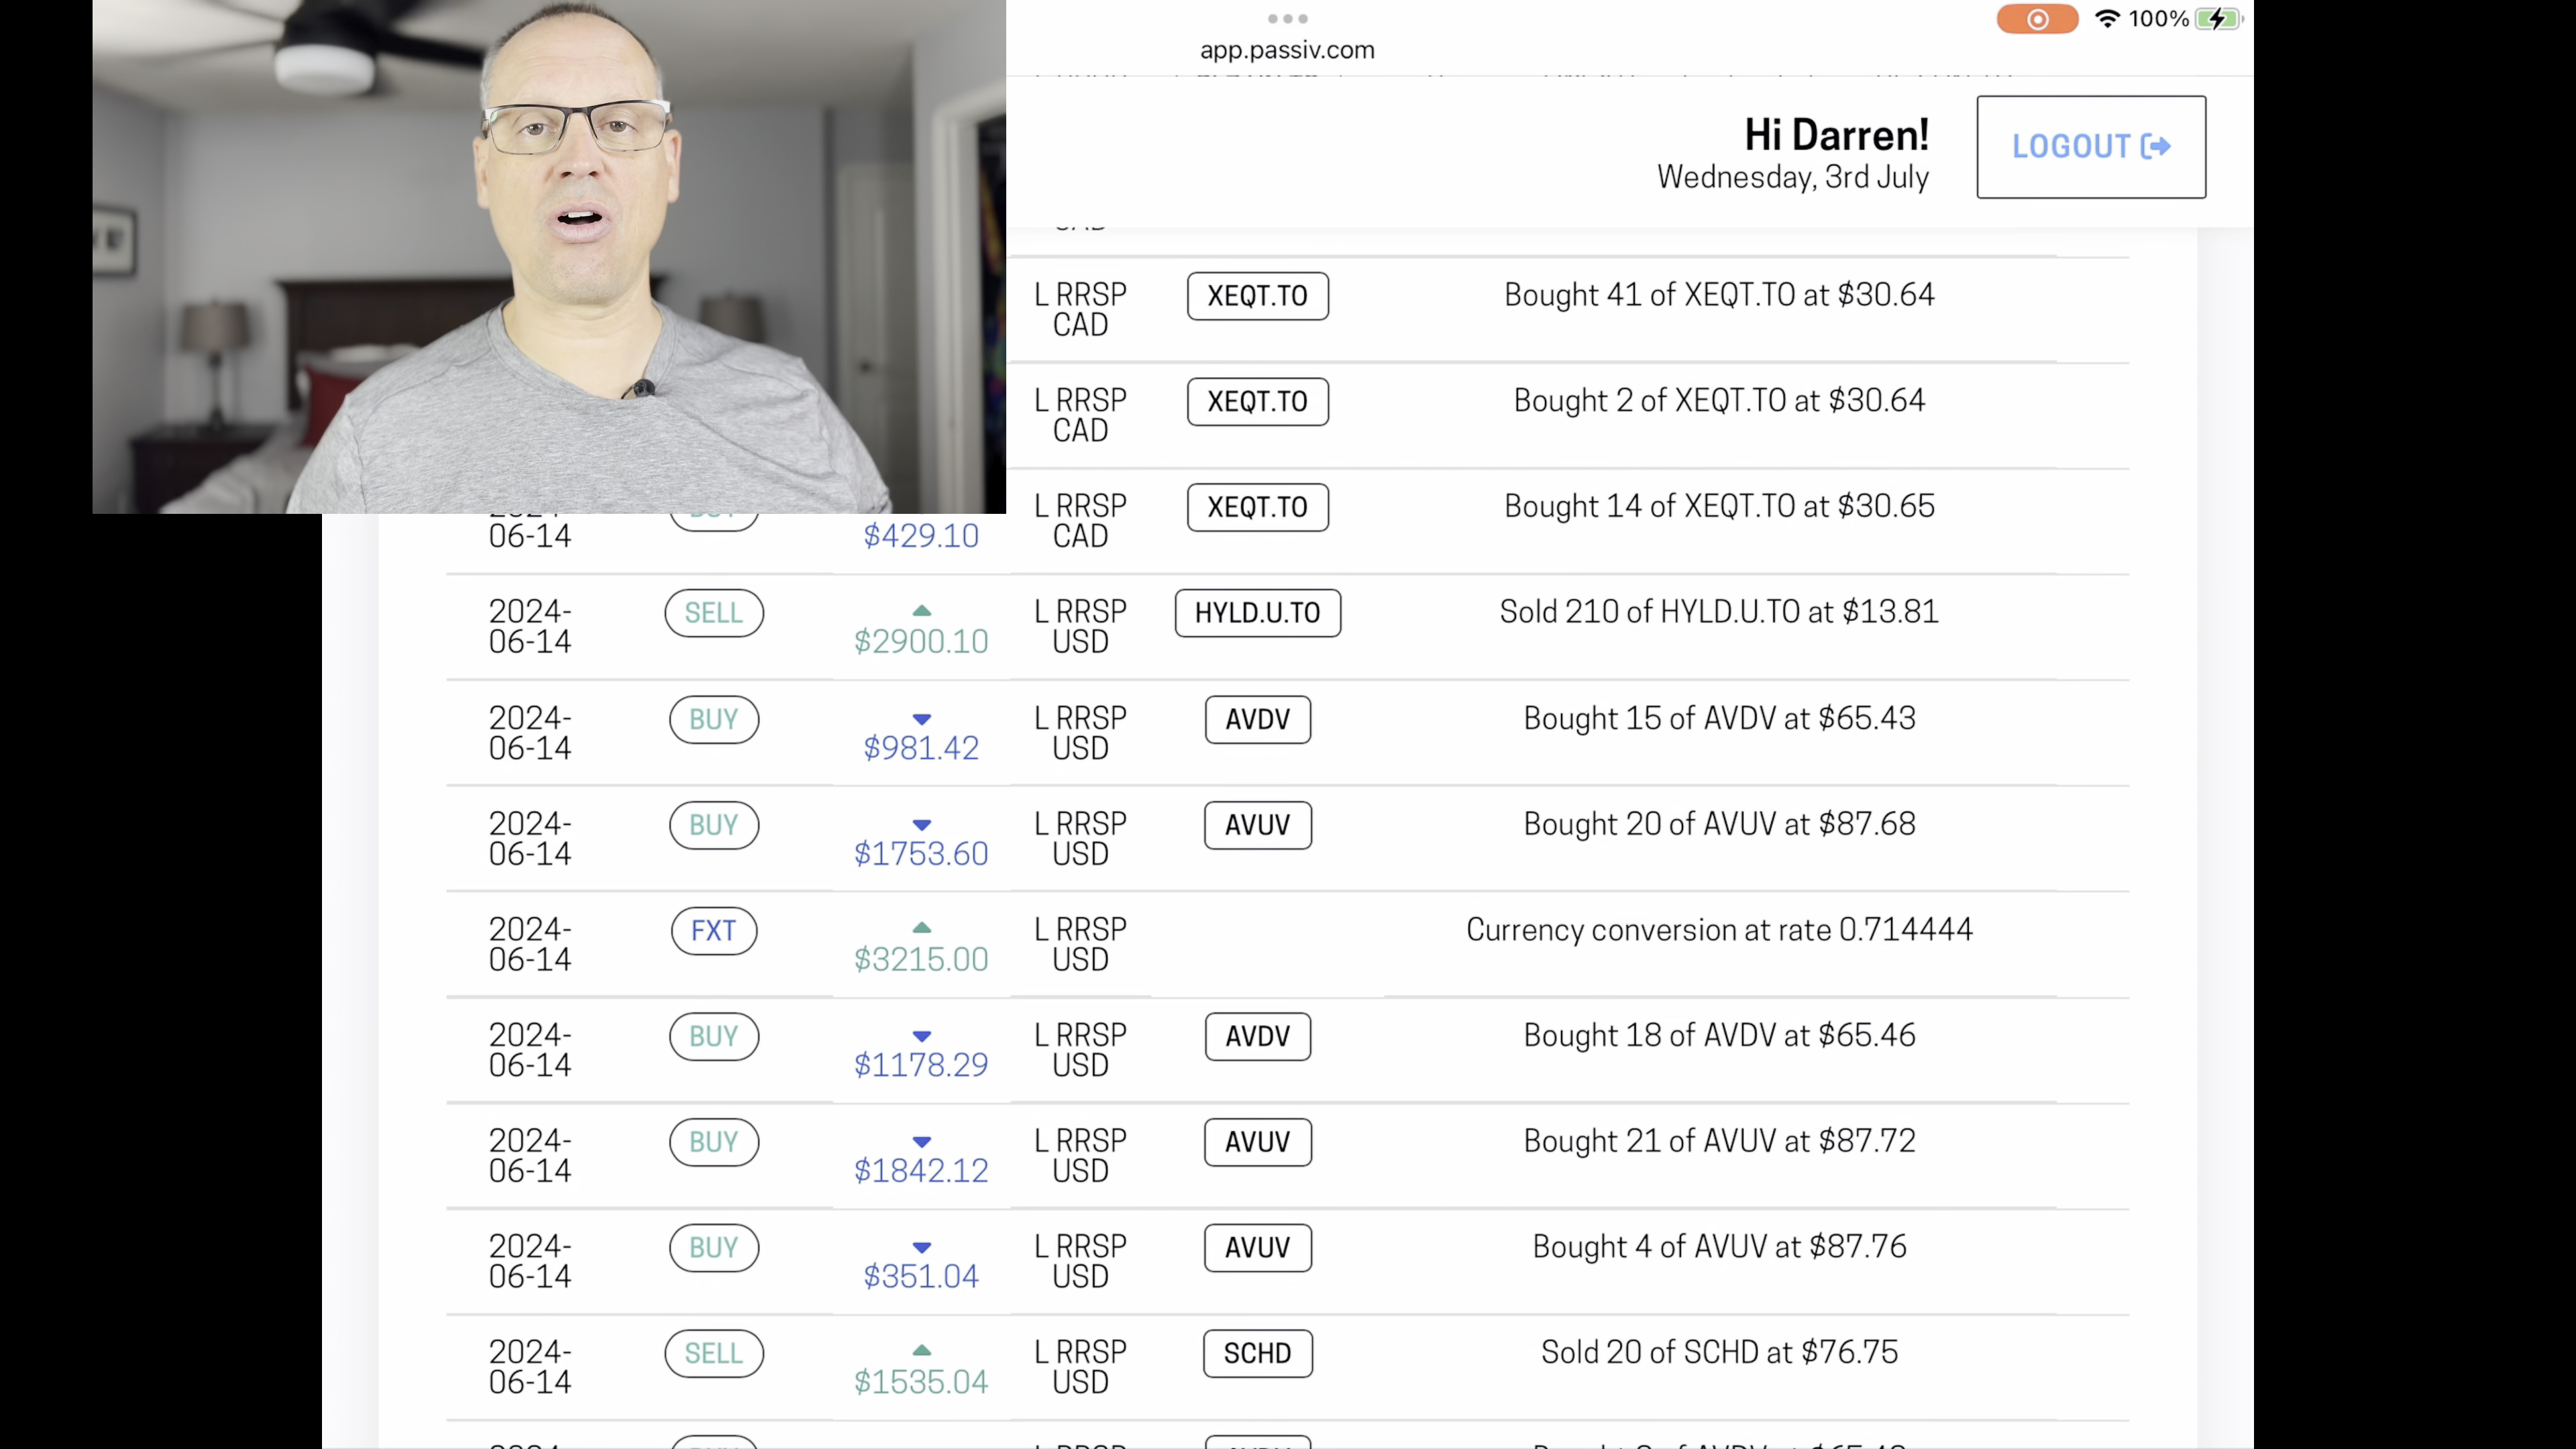 100%
app.passiv.com
Hi Darren!
Wednesday, 3rd July
LOGOUT
L RRSP
CAD
XEQT.TO
Bought 41 of XEQT.TO at $30.64
L RRSP
CAD
XEQT.TO
Bought 2 of XEQT.TO at $30.64
06-14
$429.10
L RRSP
CAD
XEQT.TO
Bought 14 of XEQT.TO at $30.65
2024-
06-14
SELL
$2900.10
L RRSP
USD
HYLD.U.TO
Sold 210 of HYLD.U.TO at $13.81
2024-
06-14
BUY
$981.42
L RRSP
USD
AVDV
Bought 15 of AVDV at $65.43
2024-
06-14
BUY
$1753.60
L RRSP
USD
AVUV
Bought 20 of AVUV at $87.68
2024-
06-14
FXT
$3215.00
L RRSP
USD
Currency conversion at rate 0.714444
2024-
06-14
BUY
$1178.29
L RRSP
USD
AVDV
Bought 18 of AVDV at $65.46
2024-
06-14
BUY
$1842.12
L RRSP
USD
AVUV
Bought 21 of AVUV at $87.72
2024-
06-14
BUY
$351.04
L RRSP
USD
AVUV
Bought 4 of AVUV at $87.76
2024-
06-14
SELL
$1535.04
L RRSP
USD
SCHD
Sold 20 of SCHD at $76.75